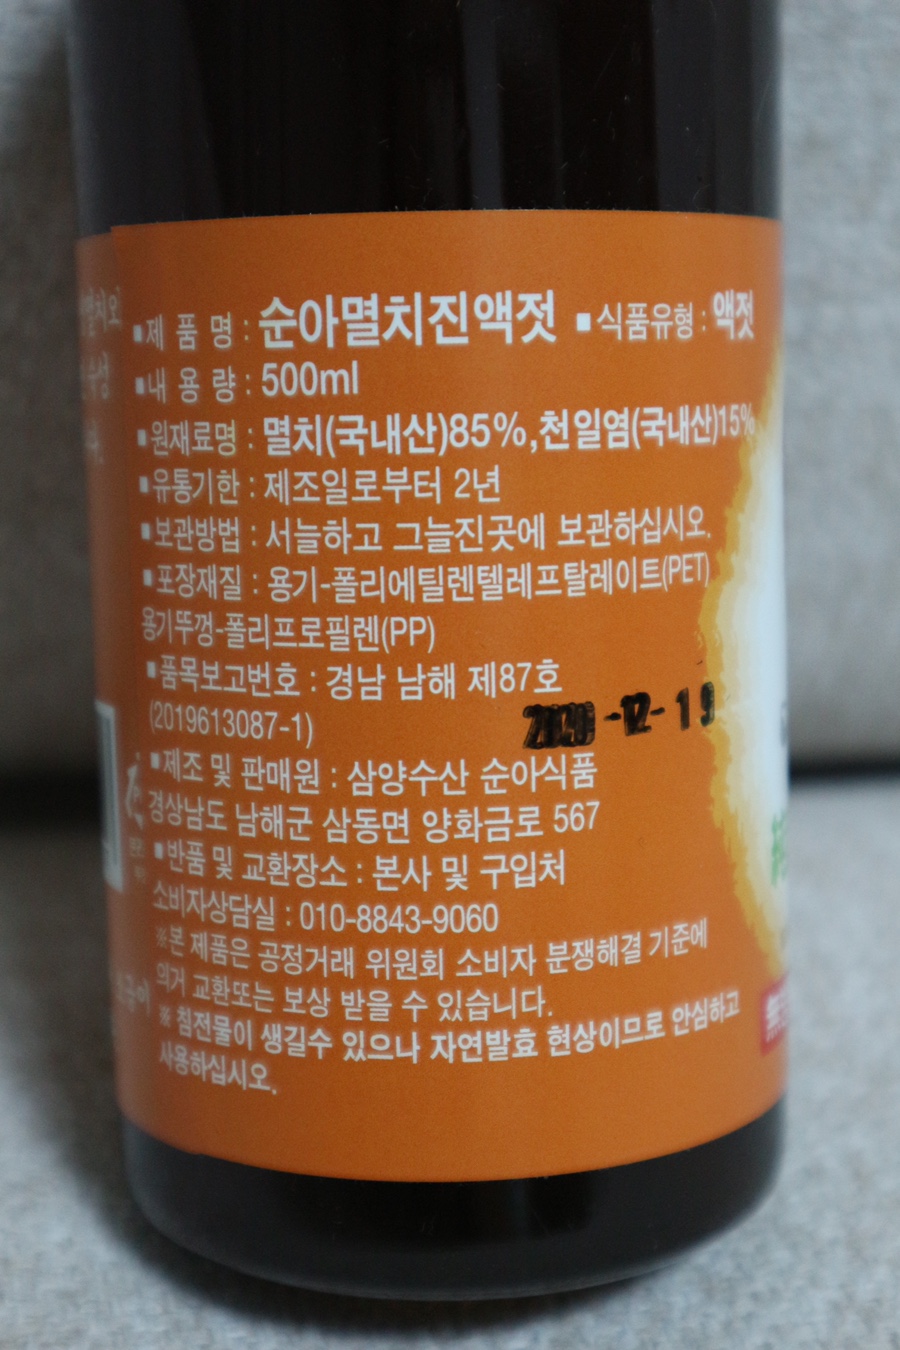 ■제 품 명 : 순아멸치진액젓 ■식품유형 : 액젓
■내 용 량 : 500ml
■원재료명 : 멸치(국내산)85%,천일염(국내산)15%
■유통기한 : 제조일로부터 2년
■보관방법 : 서늘하고 그늘진곳에 보관하십시오.
■포장재질 : 용기-폴리에틸렌텔레프탈레이트(PET)
용기뚜껑-폴리프로필렌(PP)
■품목보고번호 : 경남 남해 제87호
(2019613087-1)
2020-12-19
■제조 및 판매원 : 삼양수산 순아식품
경상남도 남해군 삼동면 양화금로 567
■반품 및 교환장소 : 본사 및 구입처
소비자상담실 : 010-8843-9060
※본 제품은 공정거래 위원회 소비자 분쟁해결 기준에
의거 교환또는 보상 받을 수 있습니다.
※ 침전물이 생길수 있으나 자연발효 현상이므로 안심하고
사용하십시오.